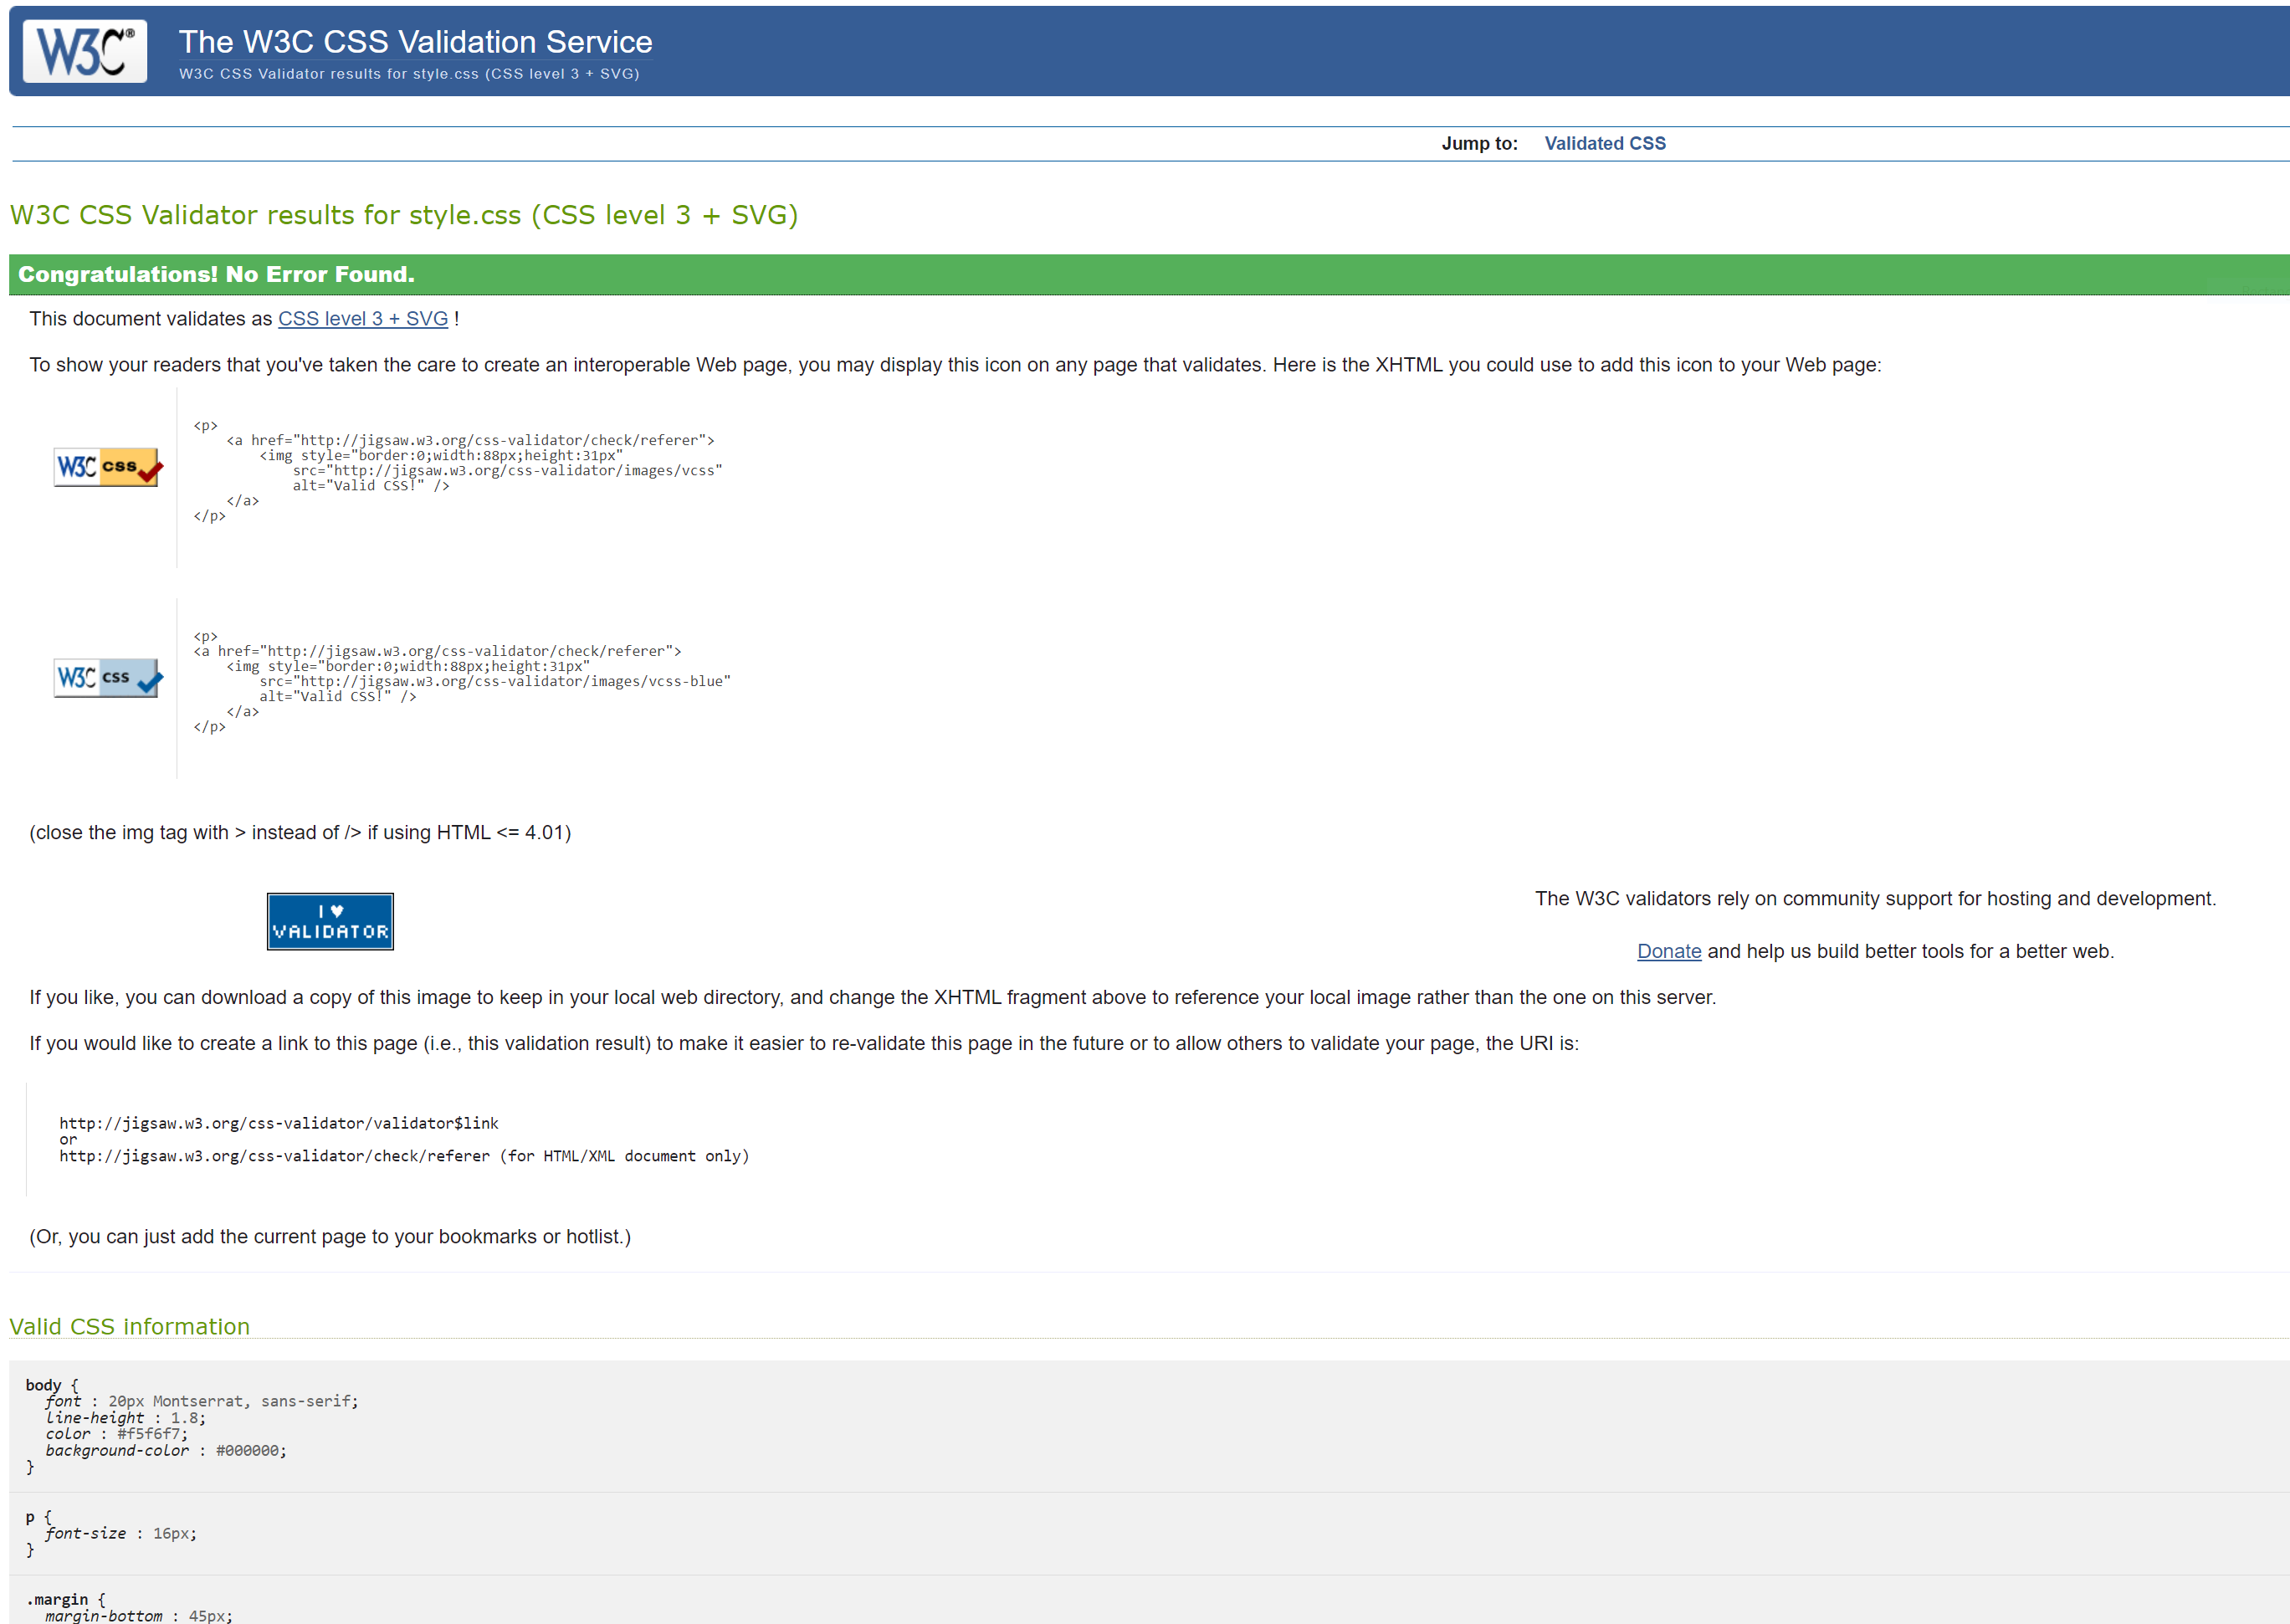 W3C®
The W3C CSS Validation Service
W3C CSS Validator results for style.css (CSS level 3 + SVG)
Jump to: Validated CSS
W3C CSS Validator results for style.css (CSS level 3 + SVG)
Congratulations! No Error Found.
This document validates as CSS level 3 + SVG !
To show your readers that you've taken the care to create an interoperable Web page, you may display this icon on any page that validates. Here is the XHTML you could use to add this icon to your Web page:
W3C css
<p>
<a href="http://jigsaw.w3.org/css-validator/check/referer">
<img style="border:0;width:88px;height:31px"
src="http://jigsaw.w3.org/css-validator/images/vcss"
alt="Valid CSS!" />
</a>
</p>
W3C css
<p>
<a href="http://jigsaw.w3.org/css-validator/check/referer">
<img style="border:0;width:88px;height:31px"
src="http://jigsaw.w3.org/css-validator/images/vcss-blue"
alt="Valid CSS!" />
</a>
</p>
(close the img tag with > instead of /> if using HTML <= 4.01)
I ♥
VALIDATOR
The W3C validators rely on community support for hosting and development.
Donate and help us build better tools for a better web.
If you like, you can download a copy of this image to keep in your local web directory, and change the XHTML fragment above to reference your local image rather than the one on this server.
If you would like to create a link to this page (i.e., this validation result) to make it easier to re-validate this page in the future or to allow others to validate your page, the URI is:
http://jigsaw.w3.org/css-validator/validator$link
or
http://jigsaw.w3.org/css-validator/check/referer (for HTML/XML document only)
(Or, you can just add the current page to your bookmarks or hotlist.)
Valid CSS information
body {
font : 20px Montserrat, sans-serif;
line-height : 1.8;
color : #f5f6f7;
background-color : #000000;
}
p {
font-size : 16px;
}
.margin {
margin-bottom : 45px;